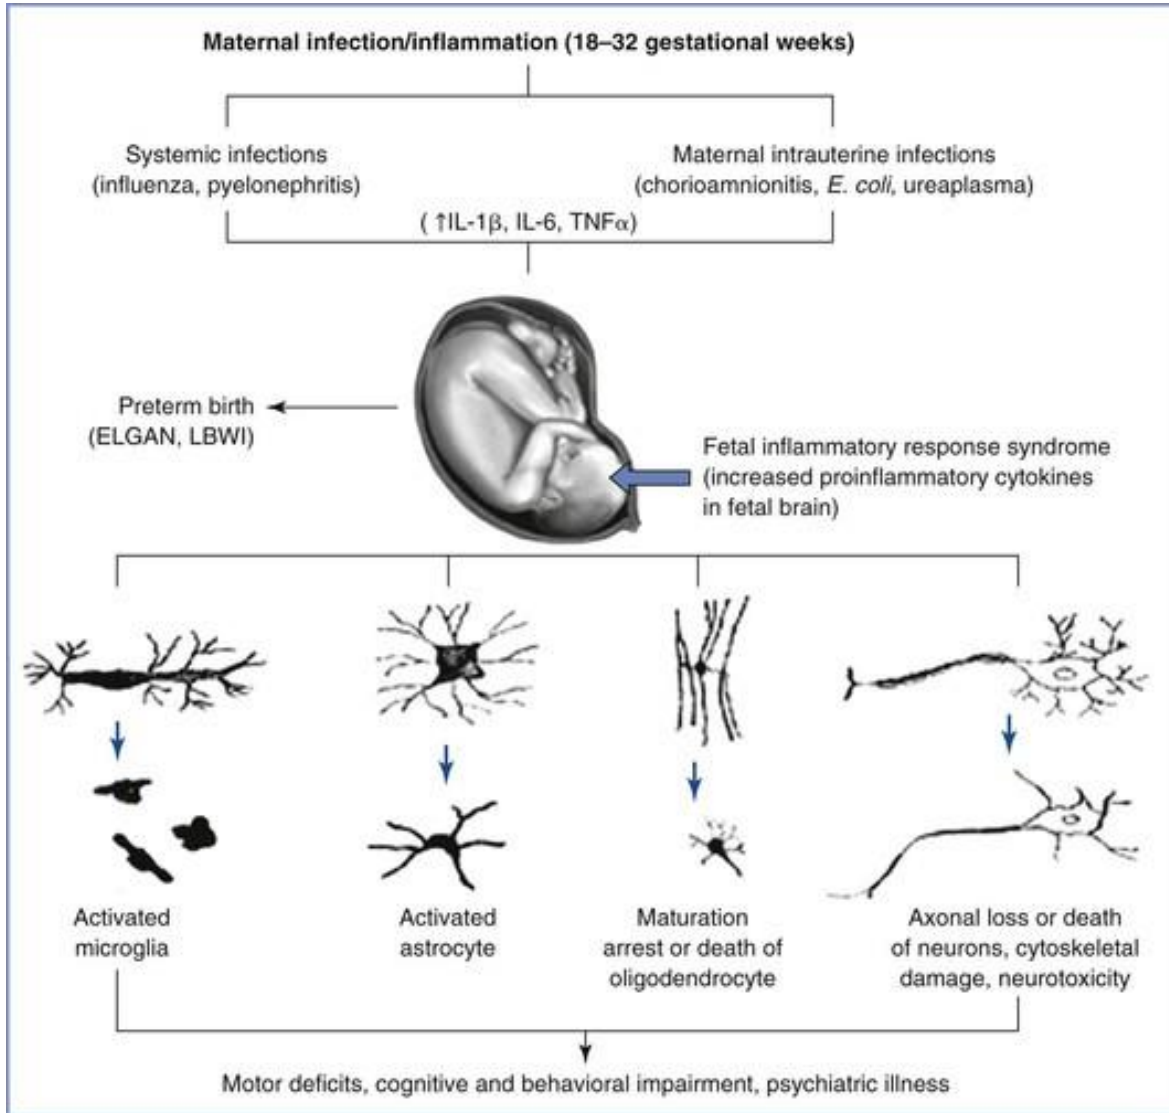 Maternal infection/inflammation (18–32 gestational weeks)
Systemic infections
(influenza, pyelonephritis)
Maternal intrauterine infections
(chorioamnionitis, E. coli, ureaplasma)
( ↑IL-1β, IL-6, TNFα)
Preterm birth
(ELGAN, LBWI)
Fetal inflammatory response syndrome
(increased proinflammatory cytokines
in fetal brain)
Activated
microglia
Activated
astrocyte
Maturation
arrest or death of
oligodendrocyte
Axonal loss or death
of neurons, cytoskeletal
damage, neurotoxicity
Motor deficits, cognitive and behavioral impairment, psychiatric illness